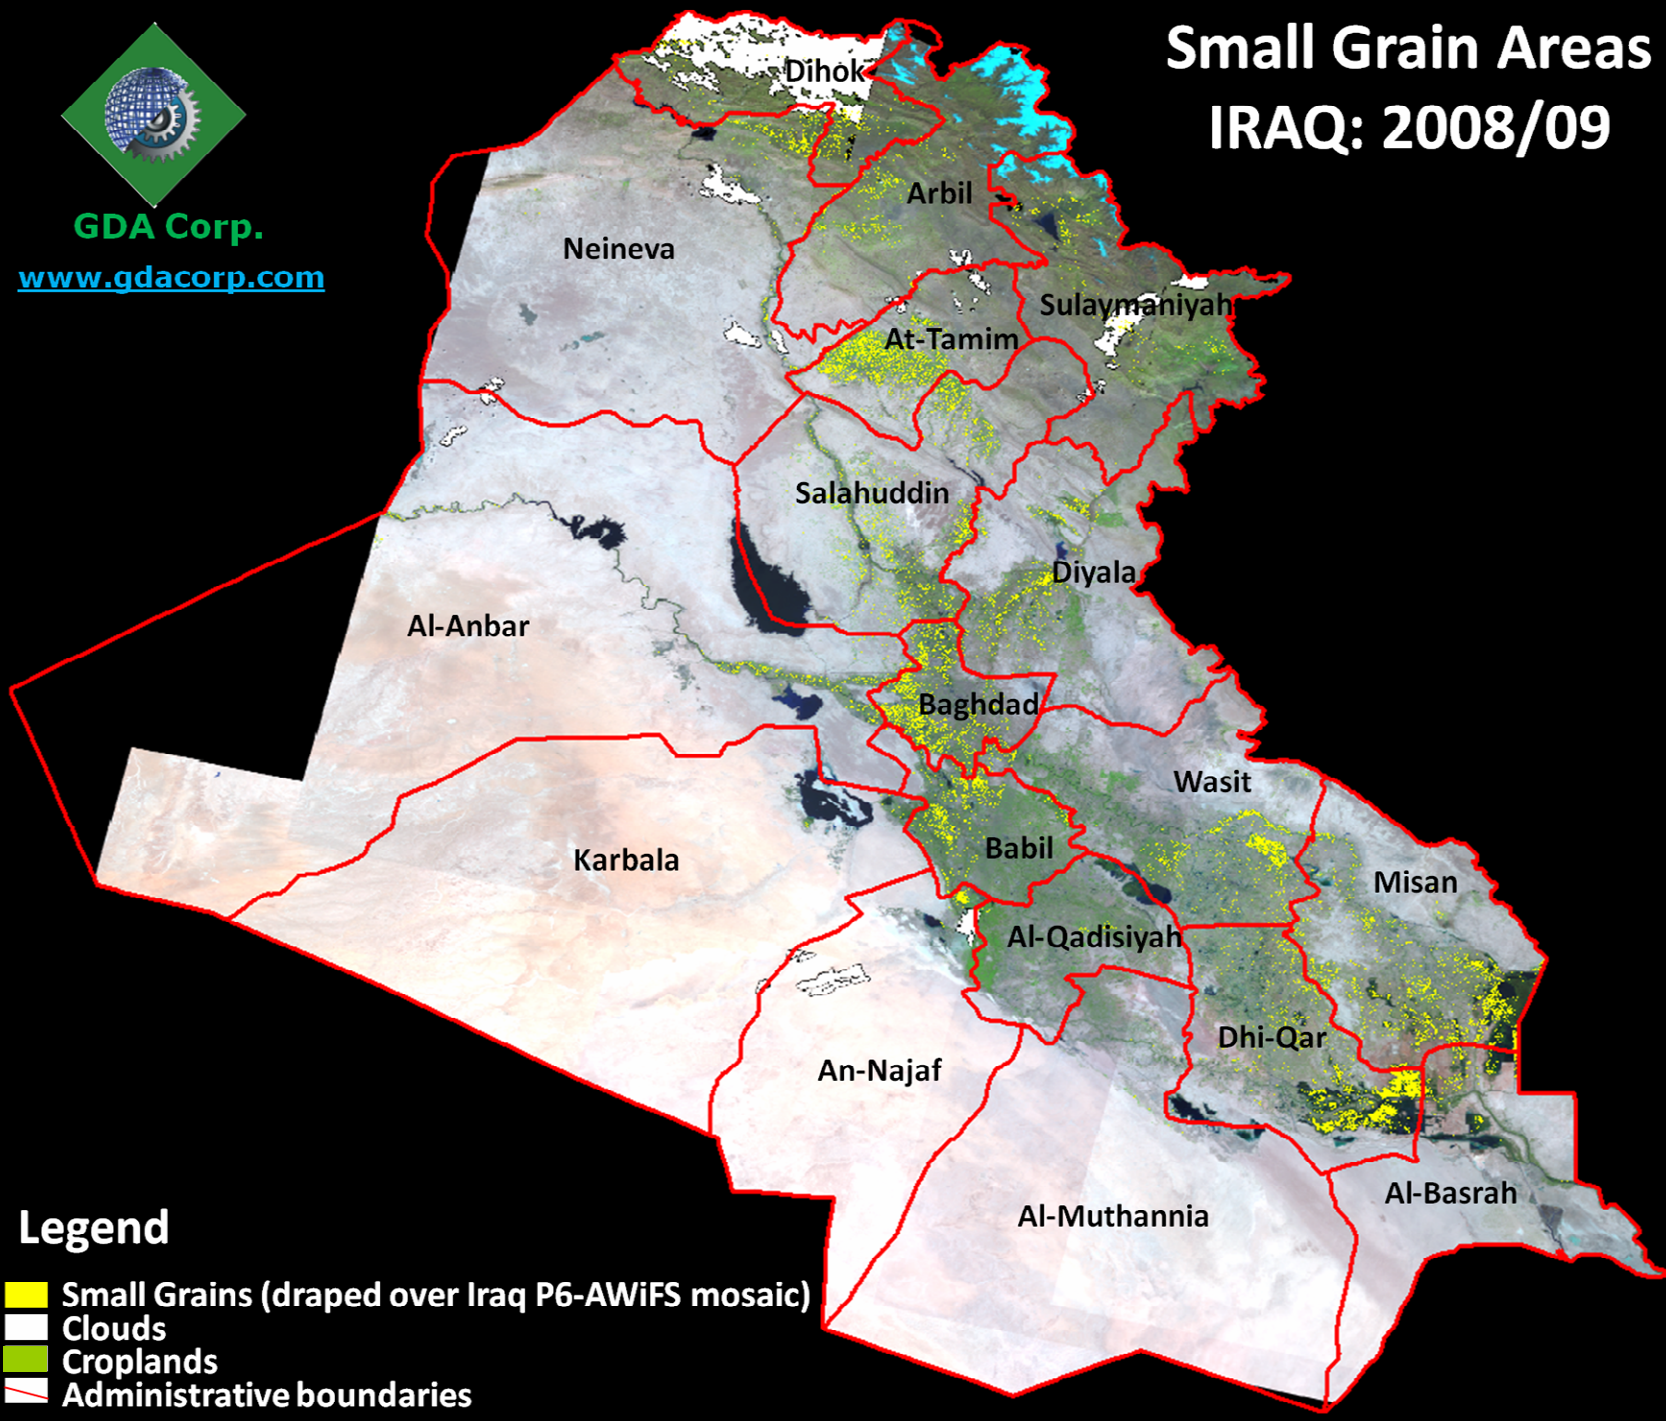 Small Grain Areas
IRAQ: 2008/09
GDA Corp.
www.gdacorp.com
Dihok
Arbil
Neineva
Sulaymaniyah
At-Tamim
Salahuddin
Diyala
Al-Anbar
Baghdad
Wasit
Babil
Karbala
Misan
Al-Qadisiyah
Dhi-Qar
An-Najaf
Al-Basrah
Al-Muthannia
Legend
Small Grains (draped over Iraq P6-AWiFS mosaic)
Clouds
Croplands
Administrative boundaries